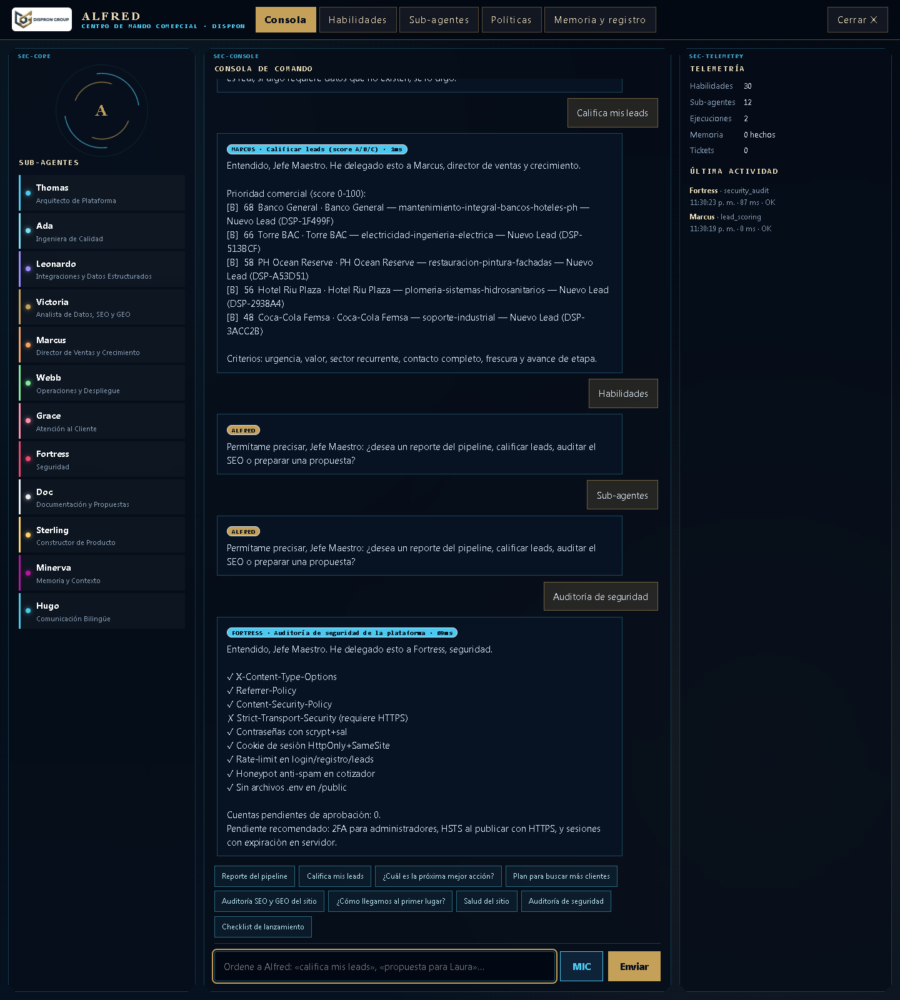 DISPRON GROUP
ALFRED
CENTRO DE MANDO COMERCIAL · DISPRON
Consola
Habilidades
Sub-agentes
Políticas
Memoria y registro
Cerrar X
SEC-CORE
A
SUB-AGENTES
Thomas
Arquitecto de Plataforma
Ada
Ingeniera de Calidad
Leonardo
Integraciones y Datos Estructurados
Victoria
Analista de Datos, SEO y GEO
Marcus
Director de Ventas y Crecimiento
Webb
Operaciones y Despliegue
Grace
Atención al Cliente
Fortress
Seguridad
Doc
Documentación y Propuestas
Sterling
Constructor de Producto
Minerva
Memoria y Contexto
Hugo
Comunicación Bilingüe
SEC-CONSOLE
CONSOLA DE COMANDO
es real, si algo requiere datos que no existen, se lo digo.
Califica mis leads
MARCUS · Calificar leads (score A/B/C) · 1ms
Entendido, Jefe Maestro. He delegado esto a Marcus, director de ventas y crecimiento.
Prioridad comercial (score 0-100):
[B] 68 Banco General · Banco General — mantenimiento-integral-bancos-hoteles-ph —
Nuevo Lead (DSP-1F499F)
[B] 66 Torre BAC · Torre BAC — electricidad-ingenieria-electrica — Nuevo Lead (DSP-
513BCF)
[B] 58 PH Ocean Reserve · PH Ocean Reserve — restauracion-pintura-fachadas — Nuevo
Lead (DSP-A53D51)
[B] 56 Hotel Riu Plaza · Hotel Riu Plaza — plomeria-sistemas-hidrosanitarios — Nuevo Lead
(DSP-2938A4)
[B] 48 Coca-Cola Femsa · Coca-Cola Femsa — soporte-industrial — Nuevo Lead (DSP-
3ACC2B)
Criterios: urgencia, valor, sector recurrente, contacto completo, frescura y avance de etapa.
Habilidades
ALFRED
Permítame precisar, Jefe Maestro: ¿desea un reporte del pipeline, calificar leads, auditar el
SEO o preparar una propuesta?
Sub-agentes
ALFRED
Permítame precisar, Jefe Maestro: ¿desea un reporte del pipeline, calificar leads, auditar el
SEO o preparar una propuesta?
Auditoría de seguridad
FORTRESS · Auditoría de seguridad de la plataforma · 89ms
Entendido, Jefe Maestro. He delegado esto a Fortress, seguridad.
✓ X-Content-Type-Options
✓ Referrer-Policy
✓ Content-Security-Policy
✗ Strict-Transport-Security (requiere HTTPS)
✓ Contraseñas con scrypt+sal
✓ Cookie de sesión HttpOnly+SameSite
✓ Rate-limit en login/registro/leads
✓ Honeypot anti-spam en cotizador
✓ Sin archivos .env en /public
Cuentas pendientes de aprobación: 0.
Pendiente recomendado: 2FA para administradores, HSTS al publicar con HTTPS, y sesiones
con expiración en servidor.
Reporte del pipeline
Califica mis leads
¿Cuál es la próxima mejor acción?
Plan para buscar más clientes
Auditoría SEO y GEO del sitio
¿Cómo llegamos al primer lugar?
Salud del sitio
Auditoría de seguridad
Checklist de lanzamiento
Ordene a Alfred: «califica mis leads», «propuesta para Laura»...
MIC
Enviar
SEC-TELEMETRY
TELEMETRÍA
Habilidades 30
Sub-agentes 12
Ejecuciones 2
Memoria 0 hechos
Tickets 0
ÚLTIMA ACTIVIDAD
Fortress · security_audit
11:30:23 p. m. · 87 ms · OK
Marcus · lead_scoring
11:30:19 p. m. · 0 ms · OK